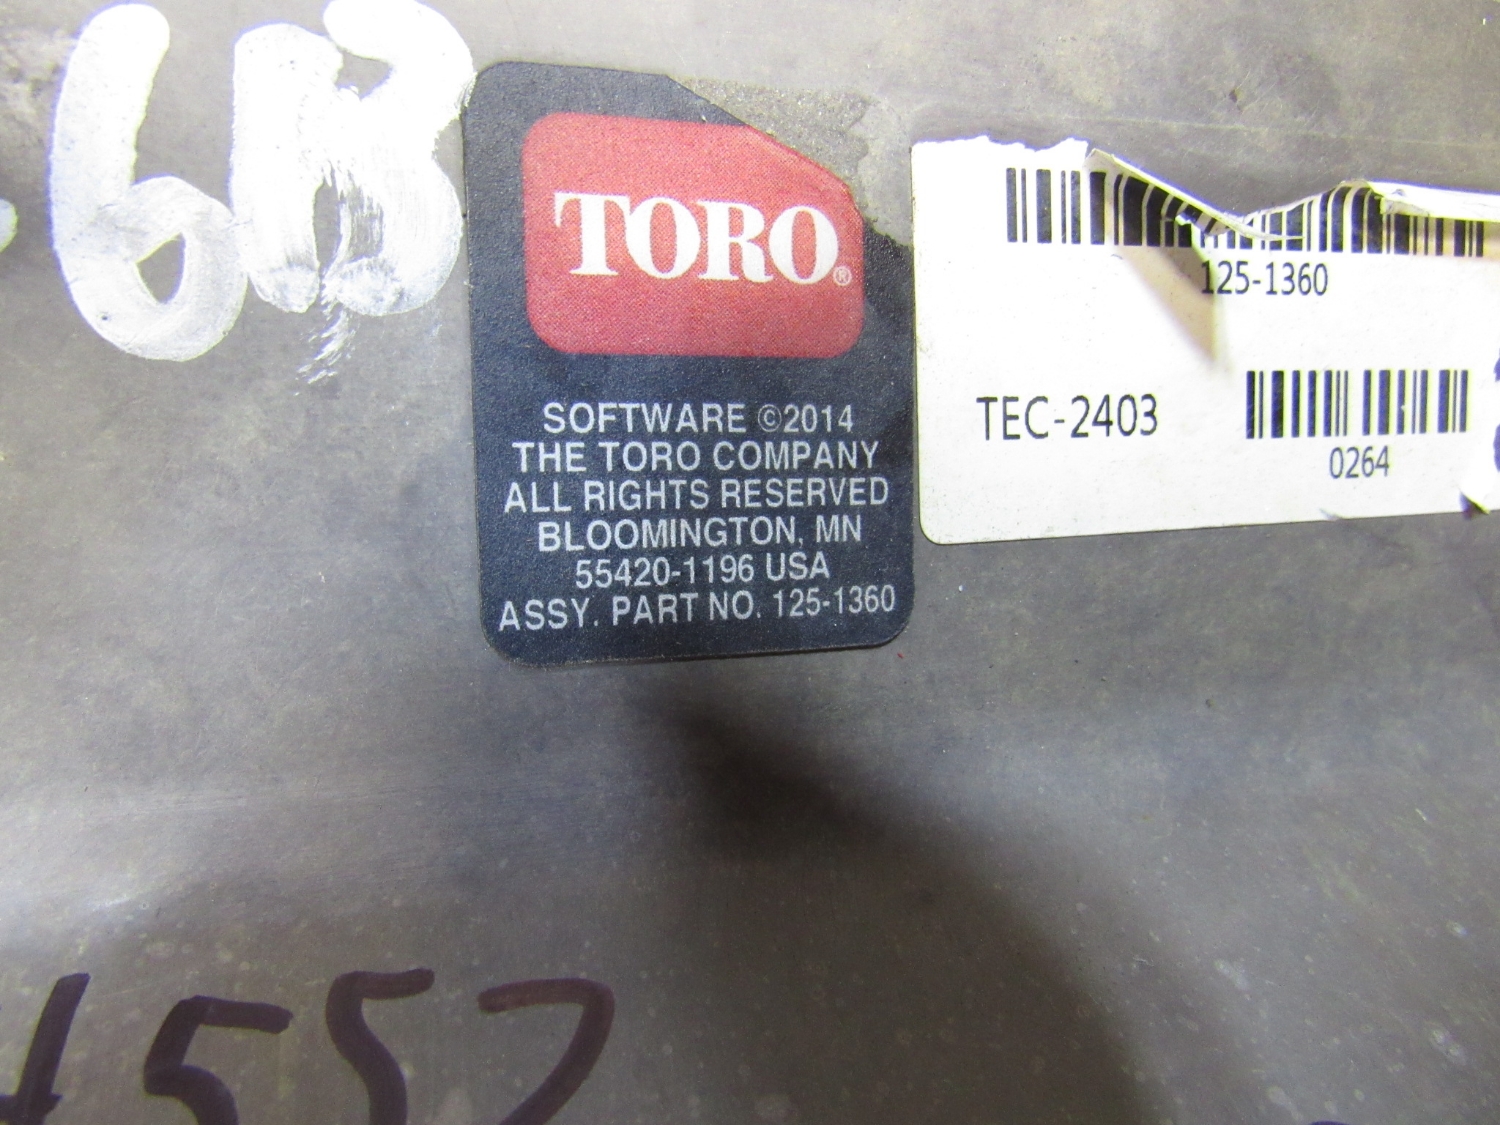 TORO®
SOFTWARE ©2014
THE TORO COMPANY
ALL RIGHTS RESERVED
BLOOMINGTON, MN
55420-1196 USA
ASSY. PART NO. 125-1360
125-1360
TEC-2403
0264